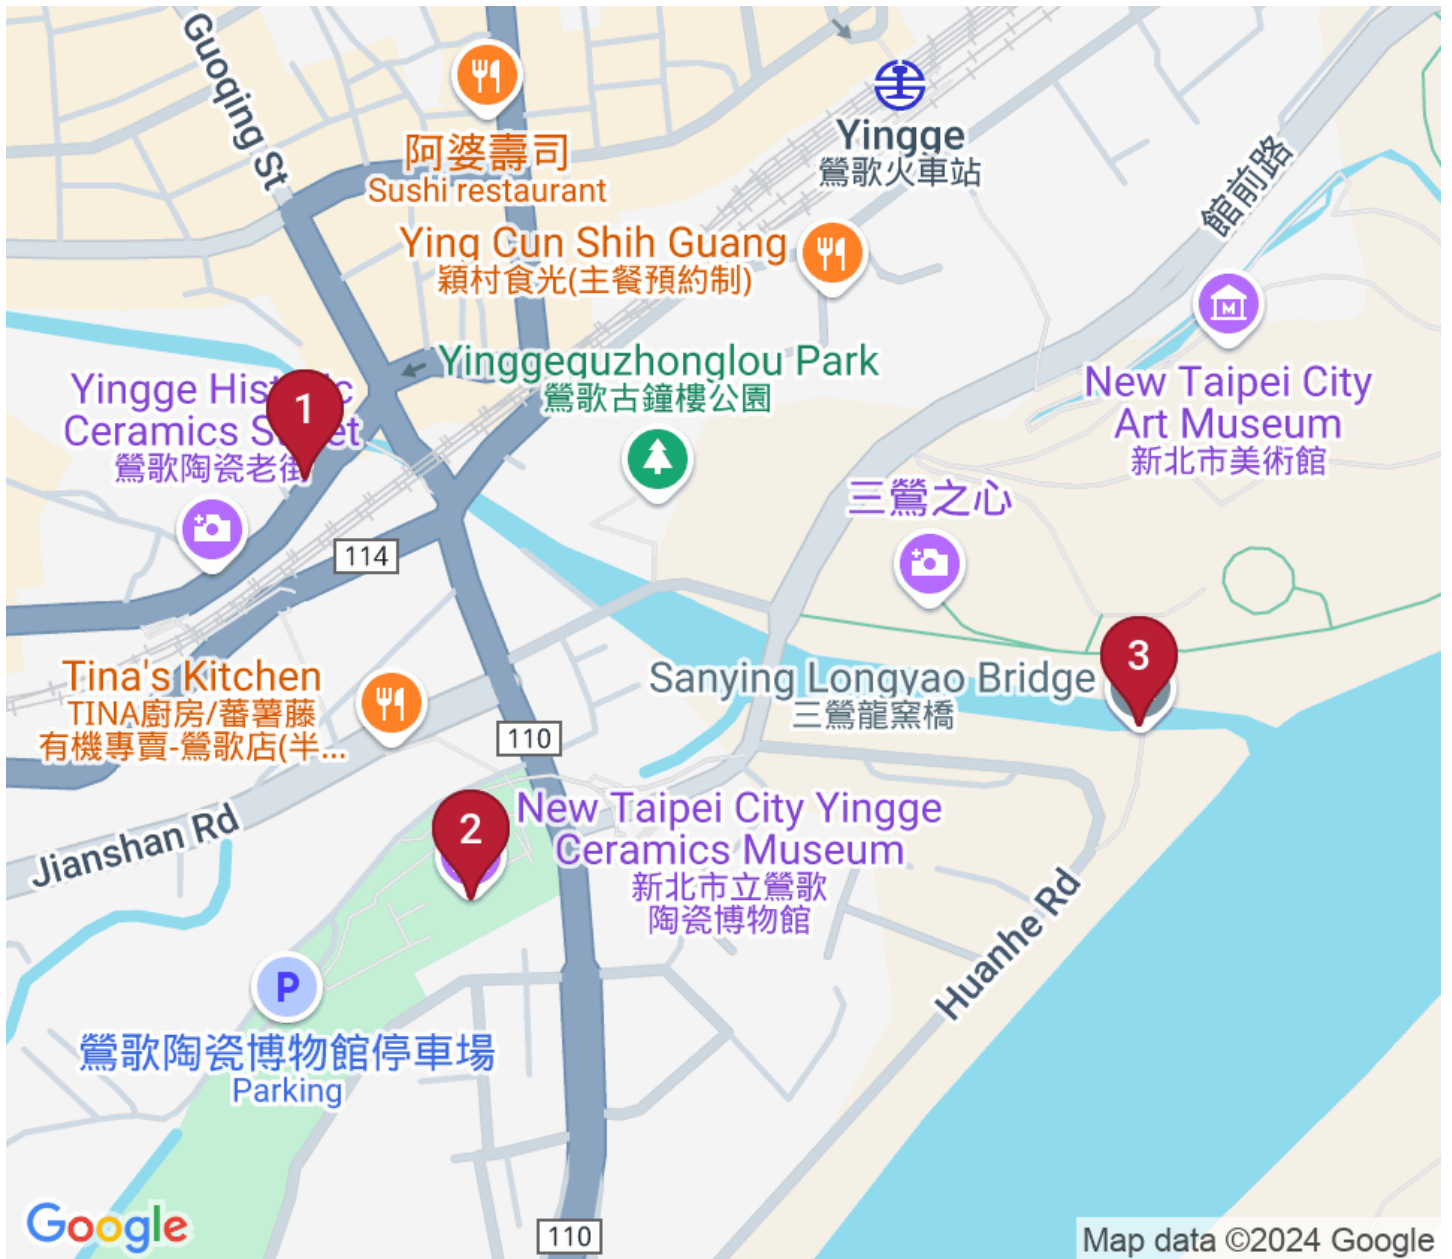 Guoqing St
阿婆壽司
Sushi restaurant
Yingge
鶯歌火車站
館前路
Ying Cun Shih Guang
穎村食光(主餐預約制)
M
Yinggeguzhonglou Park
鶯歌古鐘樓公園
New Taipei City
Art Museum
新北市美術館
Yingge
Ceramics
鶯歌陶瓷老街
1
三鶯之心
114
3
Sanying Longyao Bridge
三鶯龍窯橋
Tina's Kitchen
TINA廚房/蕃薯藤
有機專賣-鶯歌店(半...
110
Jianshan Rd
2
New Taipei City Yingge
Ceramics Museum
新北市立鶯歌
陶瓷博物館
Huanhe Rd
P
鶯歌陶瓷博物館停車場
Parking
Google
110
Map data ©2024 Google